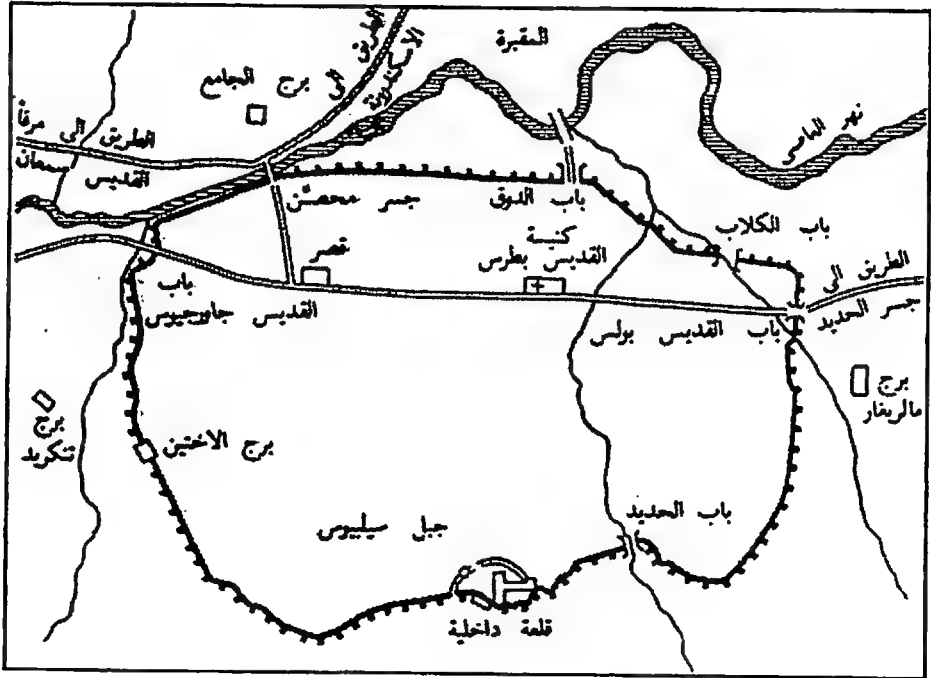 المقبرة
الطريق الى
الاسكندرونة
برج الجامع
نهر العاصي
الطريق الى مرفأ
القديس سمعان
جسر محصّن
باب الدوق
باب الكلاب
كنيسة
القديس بطرس
قصر
الطريق الى
جسر الحديد
باب
القديس جاورجيوس
باب القديس بولس
برج
مالريفار
برج
تنكريد
برج الاختين
باب الحديد
جبل سيلبيوس
قلعة داخلية